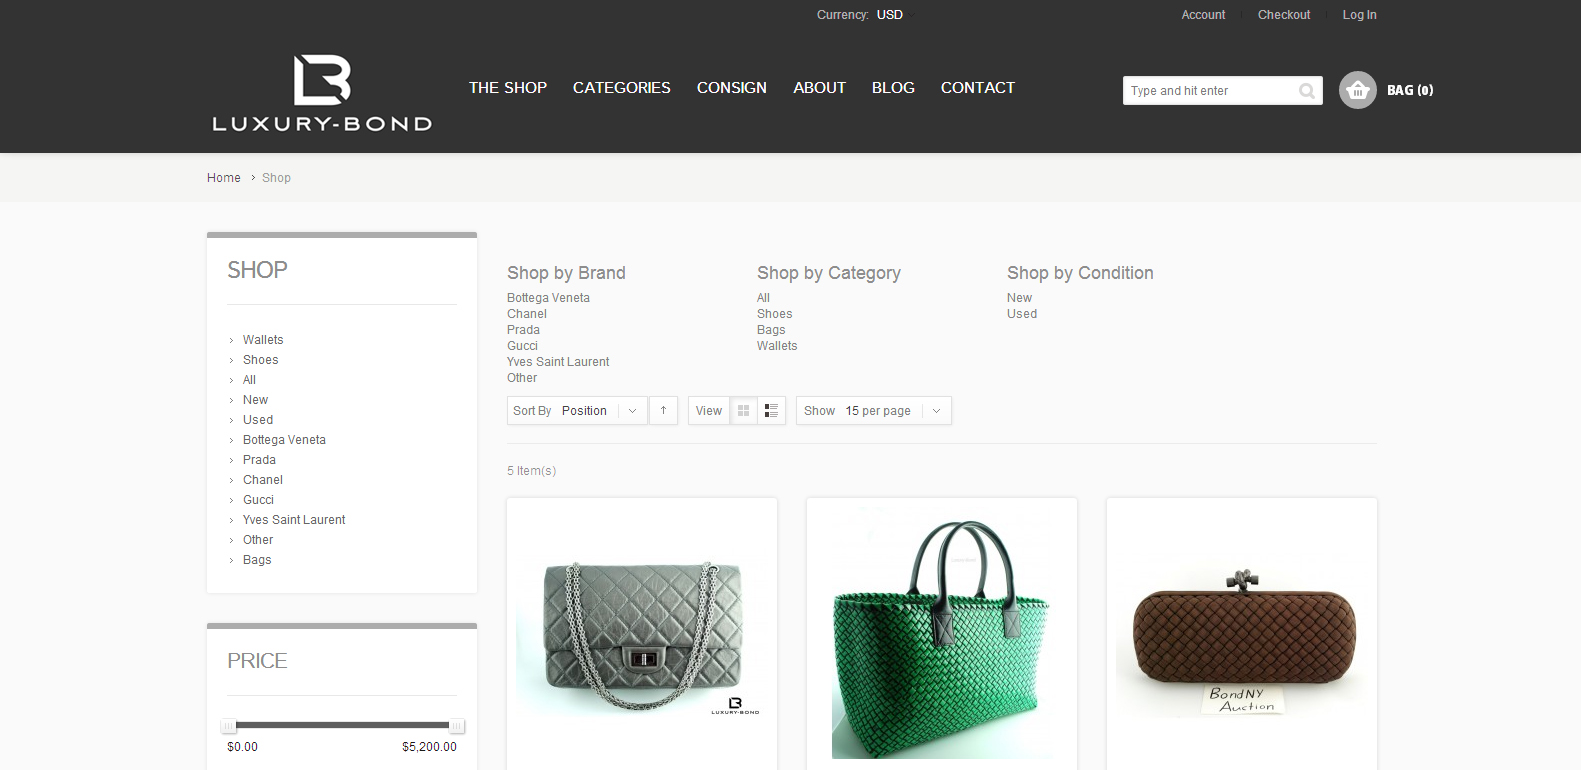 Currency: USD
Account Checkout Log In
LB
LUXURY-BOND
THE SHOP CATEGORIES CONSIGN ABOUT BLOG CONTACT
Type and hit enter
BAG (0)
Home > Shop
SHOP
Wallets
Shoes
All
New
Used
Bottega Veneta
Prada
Chanel
Gucci
Yves Saint Laurent
Other
Bags
PRICE
$0.00 $5,200.00
Shop by Brand
Bottega Veneta
Chanel
Prada
Gucci
Yves Saint Laurent
Other
Shop by Category
All
Shoes
Bags
Wallets
Shop by Condition
New
Used
Sort By Position View Show 15 per page
5 Item(s)
LB
LUXURY-BOND
BondNY
Auction